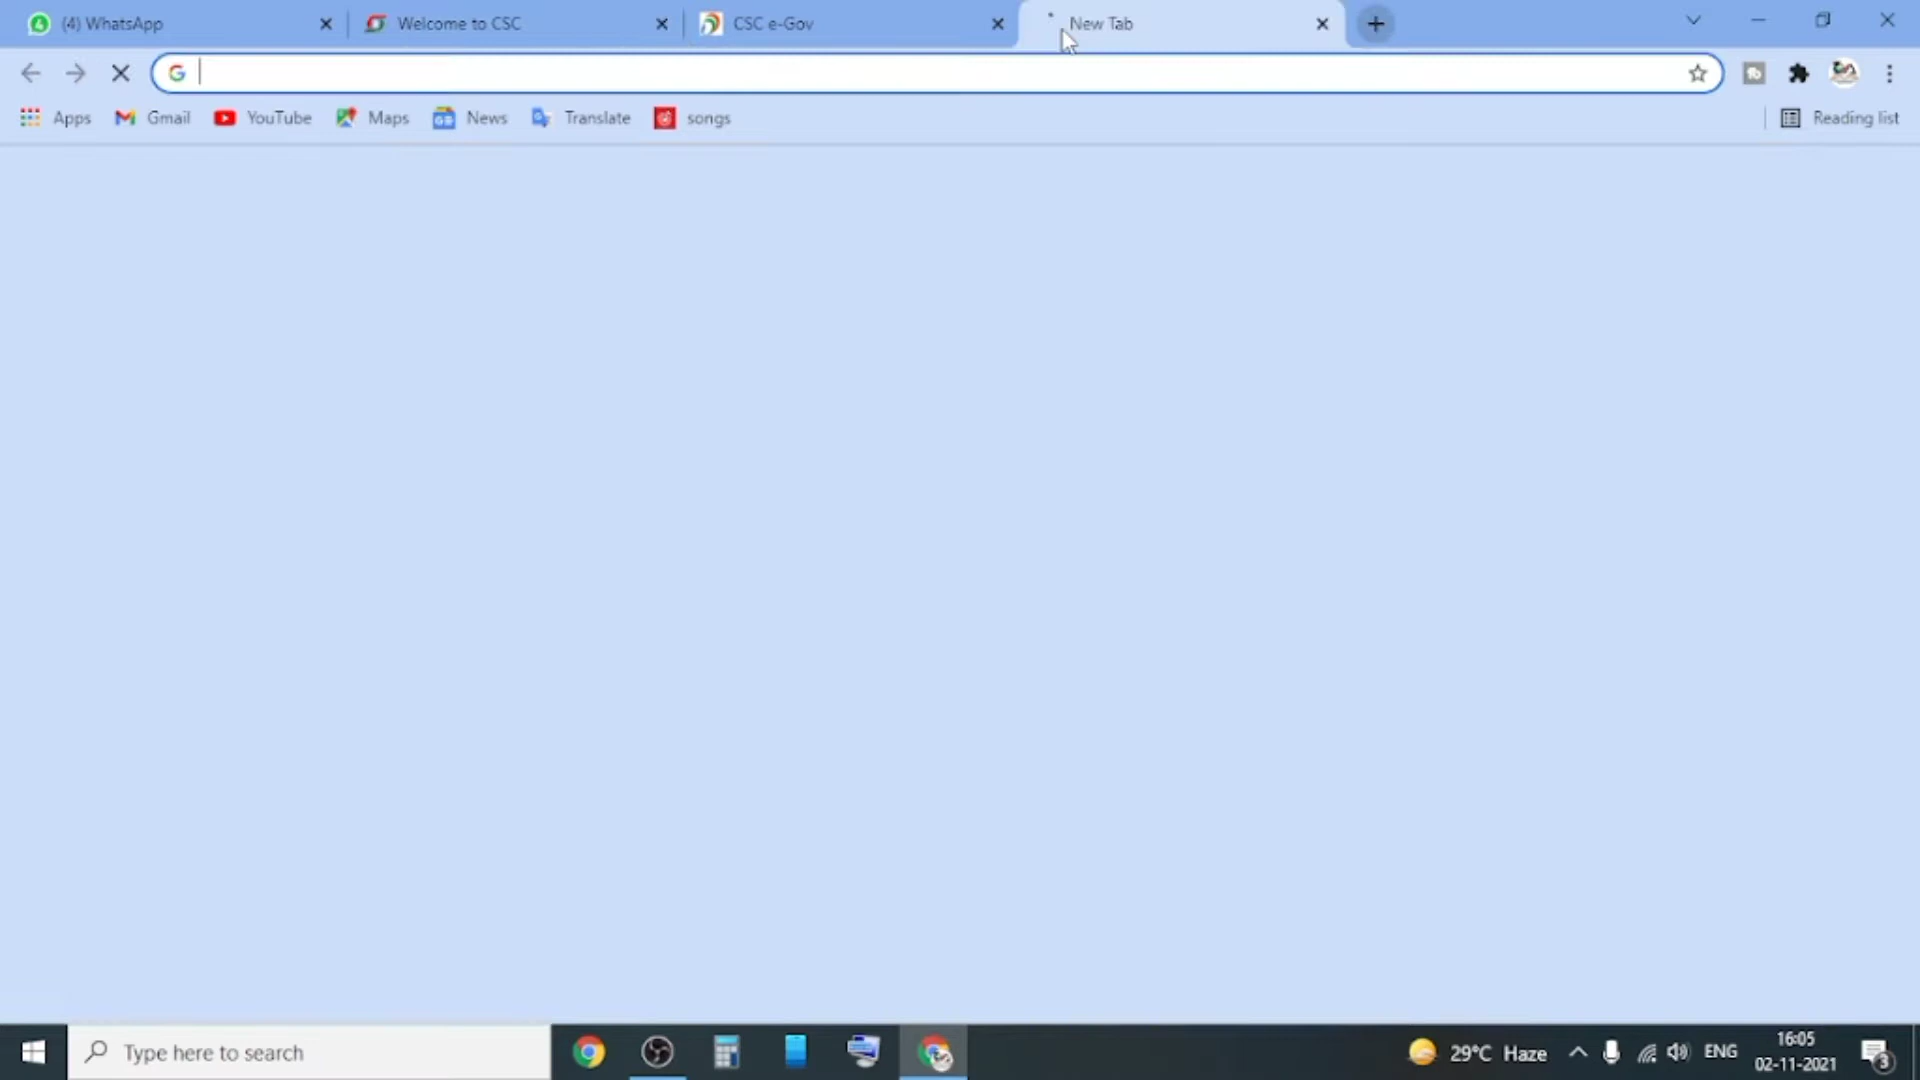 (4) WhatsApp
Welcome to CSC
CSC e-Gov
New Tab
Apps
Gmail
YouTube
Maps
News
Translate
songs
Reading list
Type here to search
29°C Haze
ENG
16:05
02-11-2021
3